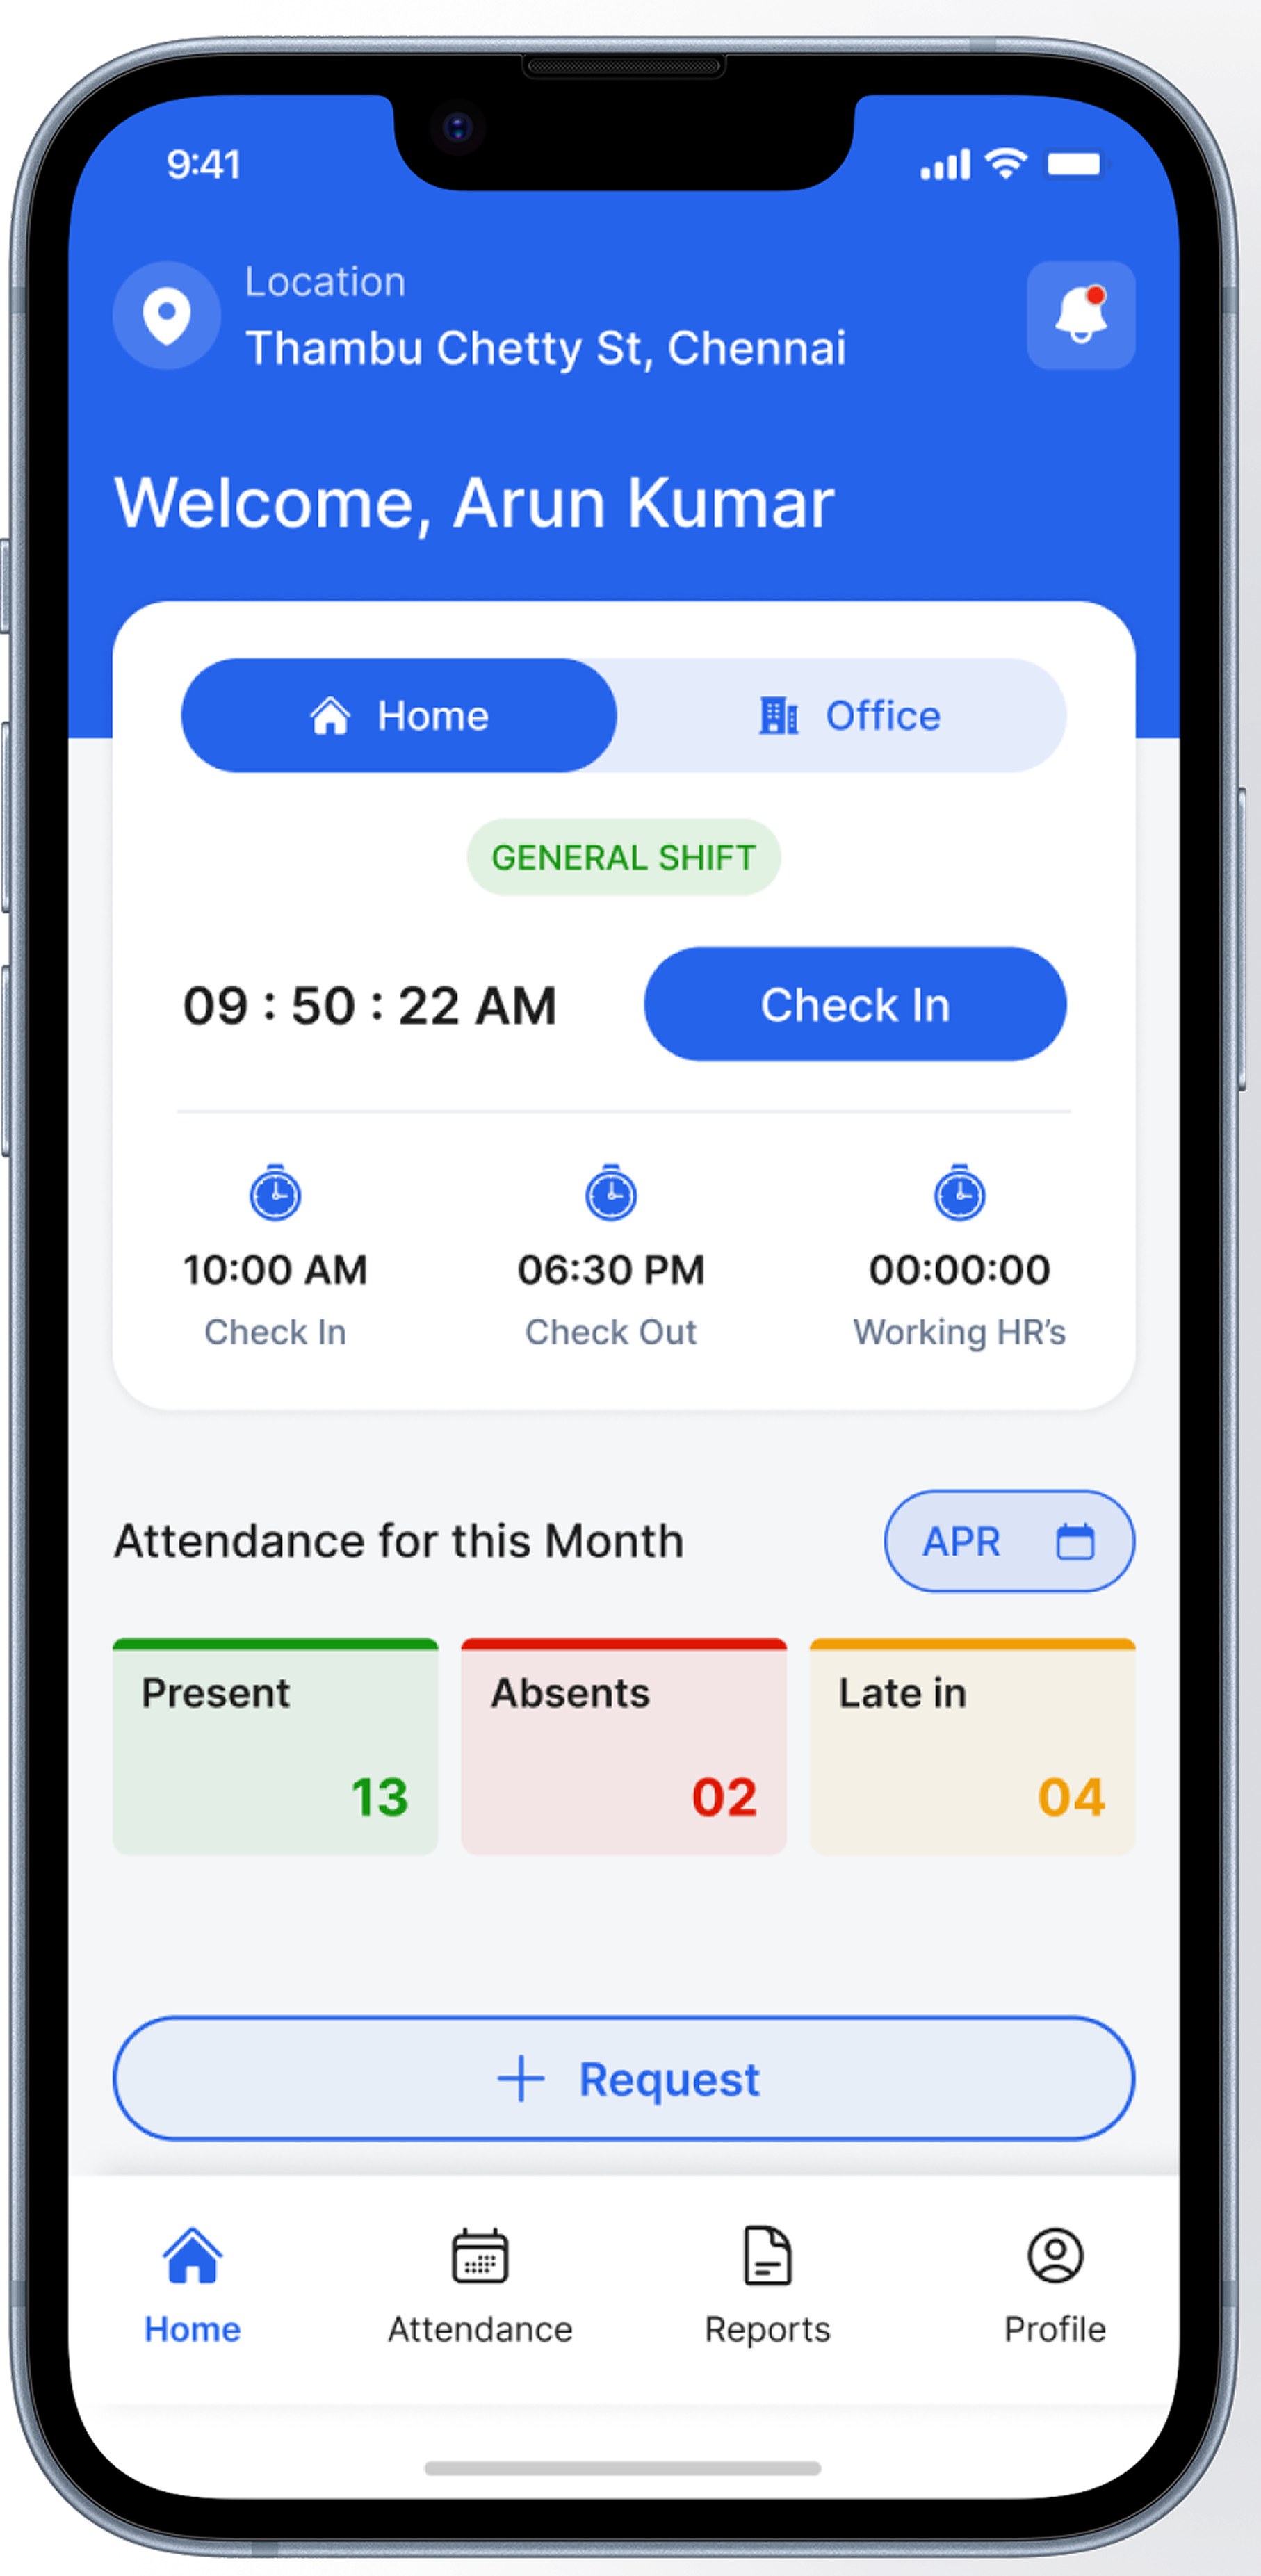 9:41
Location
Thambu Chetty St, Chennai
Welcome, Arun Kumar
Home
Office
GENERAL SHIFT
09 : 50 : 22 AM
Check In
10:00 AM
06:30 PM
00:00:00
Check In
Check Out
Working HR’s
Attendance for this Month
APR
Present
Absents
Late in
13
02
04
Request
Home
Attendance
Reports
Profile